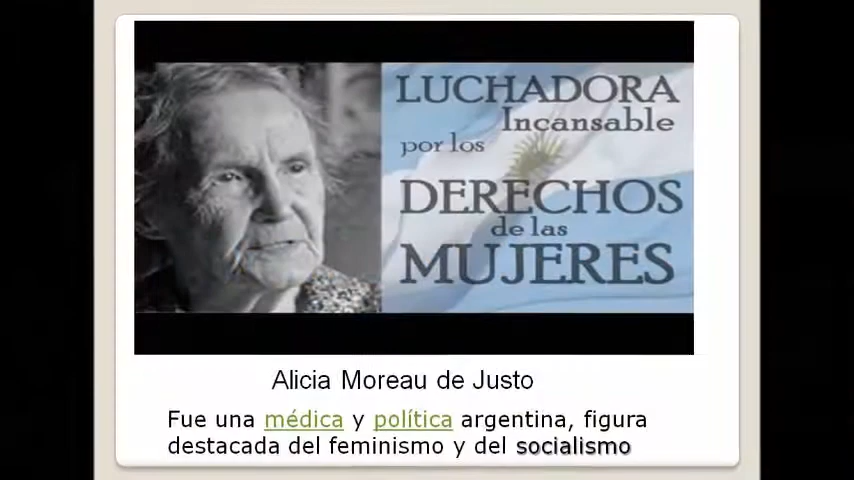 LUCHADORA
Incansable
por los
DERECHOS
de las
MUJERES
Alicia Moreau de Justo
Fue una médica y política argentina, figura
destacada del feminismo y del socialismo